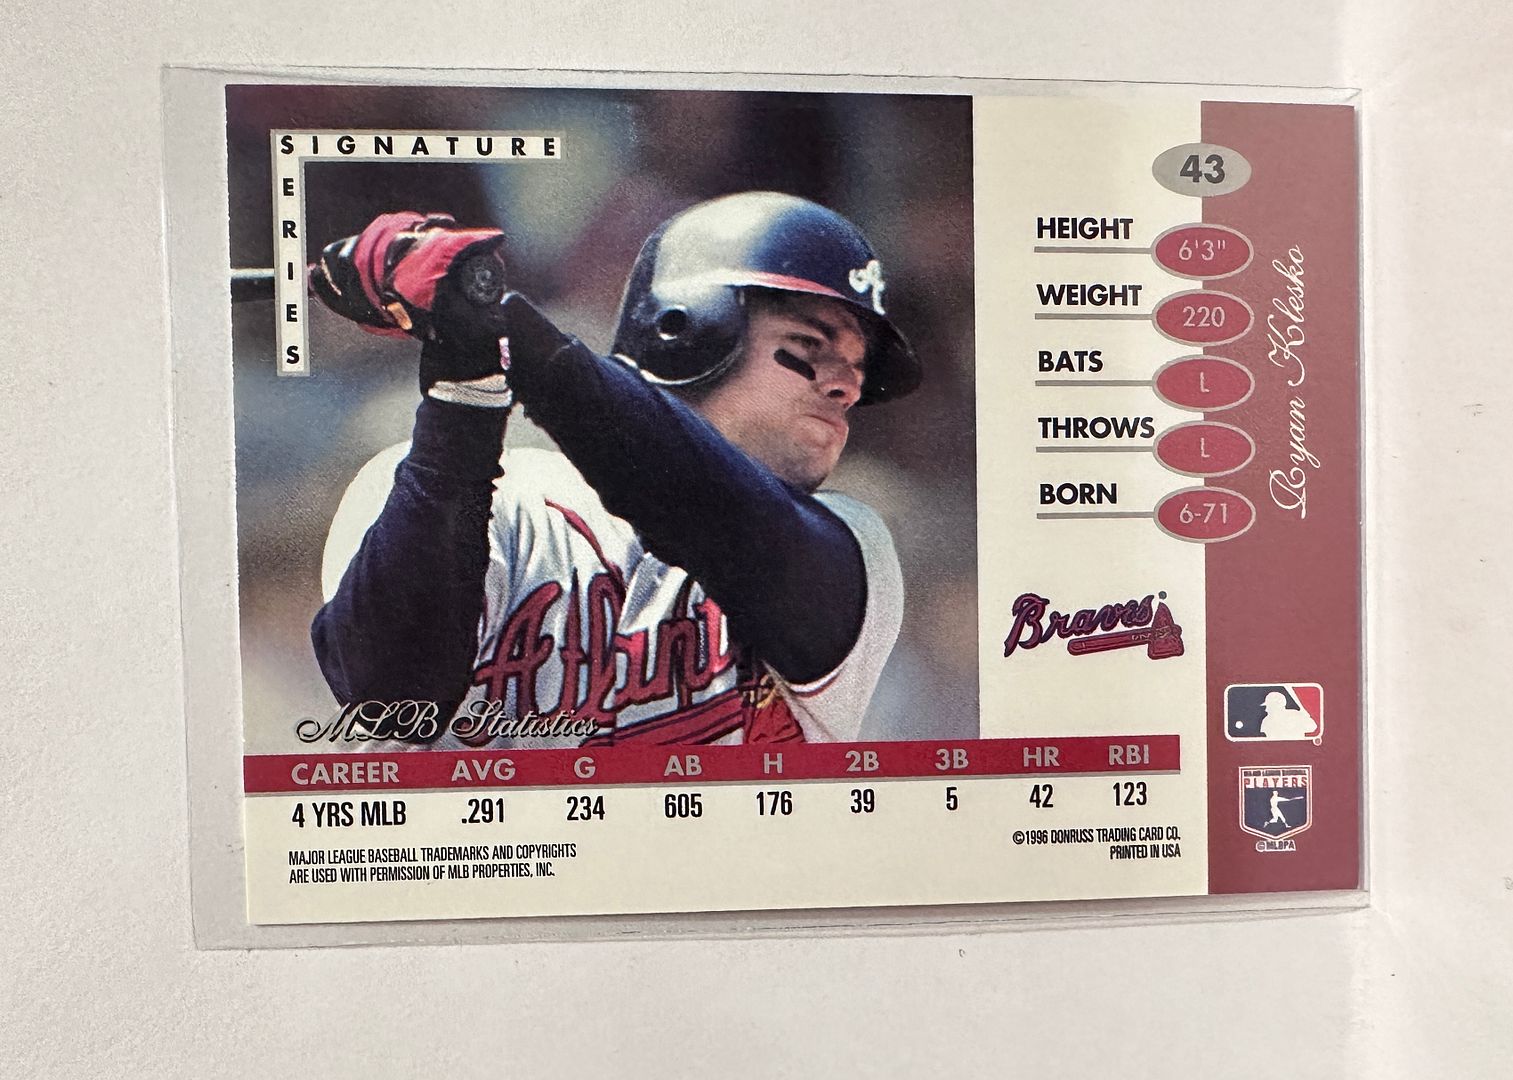 SIGNATURE
SERIES
43
HEIGHT 6'3"
WEIGHT 220
BATS L
THROWS L
BORN 6-71
Ryan Klesko
A
Atlanta
Braves
MLB Statistics
CAREER AVG G AB H 2B 3B HR RBI
4 YRS MLB .291 234 605 176 39 5 42 123
MAJOR LEAGUE BASEBALL TRADEMARKS AND COPYRIGHTS
ARE USED WITH PERMISSION OF MLB PROPERTIES, INC.
©1996 DONRUSS TRADING CARD CO.
PRINTED IN USA
PLAYERS
©MLBPA